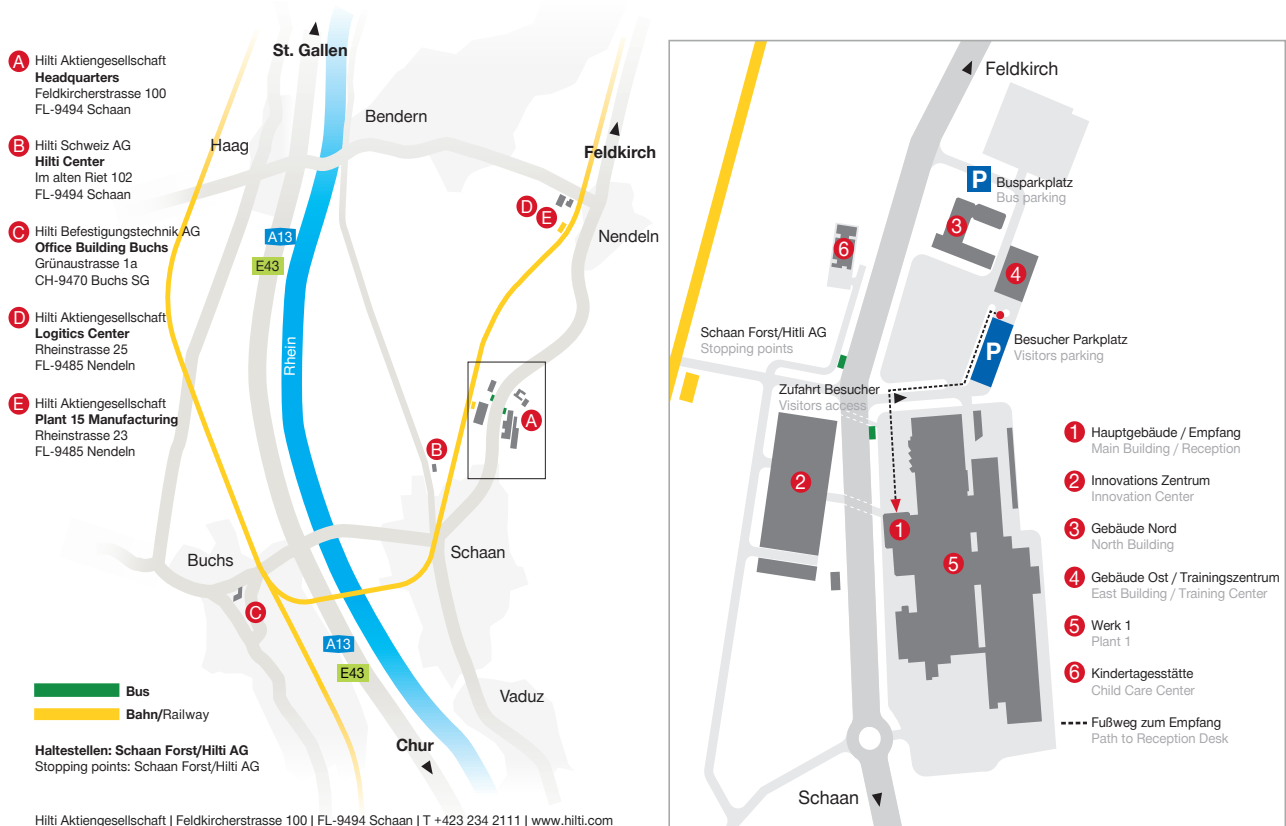 A
Hilti Aktiengesellschaft
Headquarters
Feldkircherstrasse 100
FL-9494 Schaan
B
Hilti Schweiz AG
Hilti Center
Im alten Riet 102
FL-9494 Schaan
C
Hilti Befestigungstechnik AG
Office Building Buchs
Grünaustrasse 1a
CH-9470 Buchs SG
D
Hilti Aktiengesellschaft
Logitics Center
Rheinstrasse 25
FL-9485 Nendeln
E
Hilti Aktiengesellschaft
Plant 15 Manufacturing
Rheinstrasse 23
FL-9485 Nendeln
St. Gallen
Bendern
Haag
Feldkirch
D
E
Nendeln
A13
E43
Rhein
A
B
Schaan
Buchs
C
A13
E43
Vaduz
Chur
Bus
Bahn/Railway
Haltestellen: Schaan Forst/Hilti AG
Stopping points: Schaan Forst/Hilti AG
Hilti Aktiengesellschaft | Feldkircherstrasse 100 | FL-9494 Schaan | T +423 234 2111 | www.hilti.com
Feldkirch
P
Busparkplatz
Bus parking
3
6
4
Schaan Forst/Hitli AG
Stopping points
P
Besucher Parkplatz
Visitors parking
Zufahrt Besucher
Visitors access
2
1
5
Schaan
1
Hauptgebäude / Empfang
Main Building / Reception
2
Innovations Zentrum
Innovation Center
3
Gebäude Nord
North Building
4
Gebäude Ost / Trainingszentrum
East Building / Training Center
5
Werk 1
Plant 1
6
Kindertagesstätte
Child Care Center
Fußweg zum Empfang
Path to Reception Desk